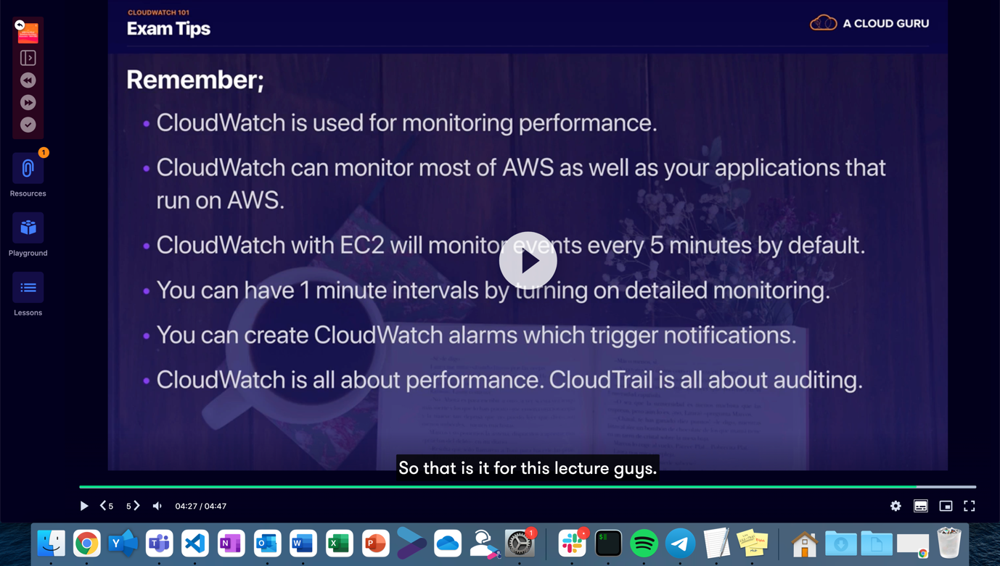 CLOUDWATCH 101
Exam Tips
A CLOUD GURU
Remember;
• CloudWatch is used for monitoring performance.
• CloudWatch can monitor most of AWS as well as your applications that
run on AWS.
• CloudWatch with EC2 will monitor events every 5 minutes by default.
• You can have 1 minute intervals by turning on detailed monitoring.
• You can create CloudWatch alarms which trigger notifications.
• CloudWatch is all about performance. CloudTrail is all about auditing.
1
Resources
Playground
Lessons
So that is it for this lecture guys.
5 5 04:27 / 04:47
1